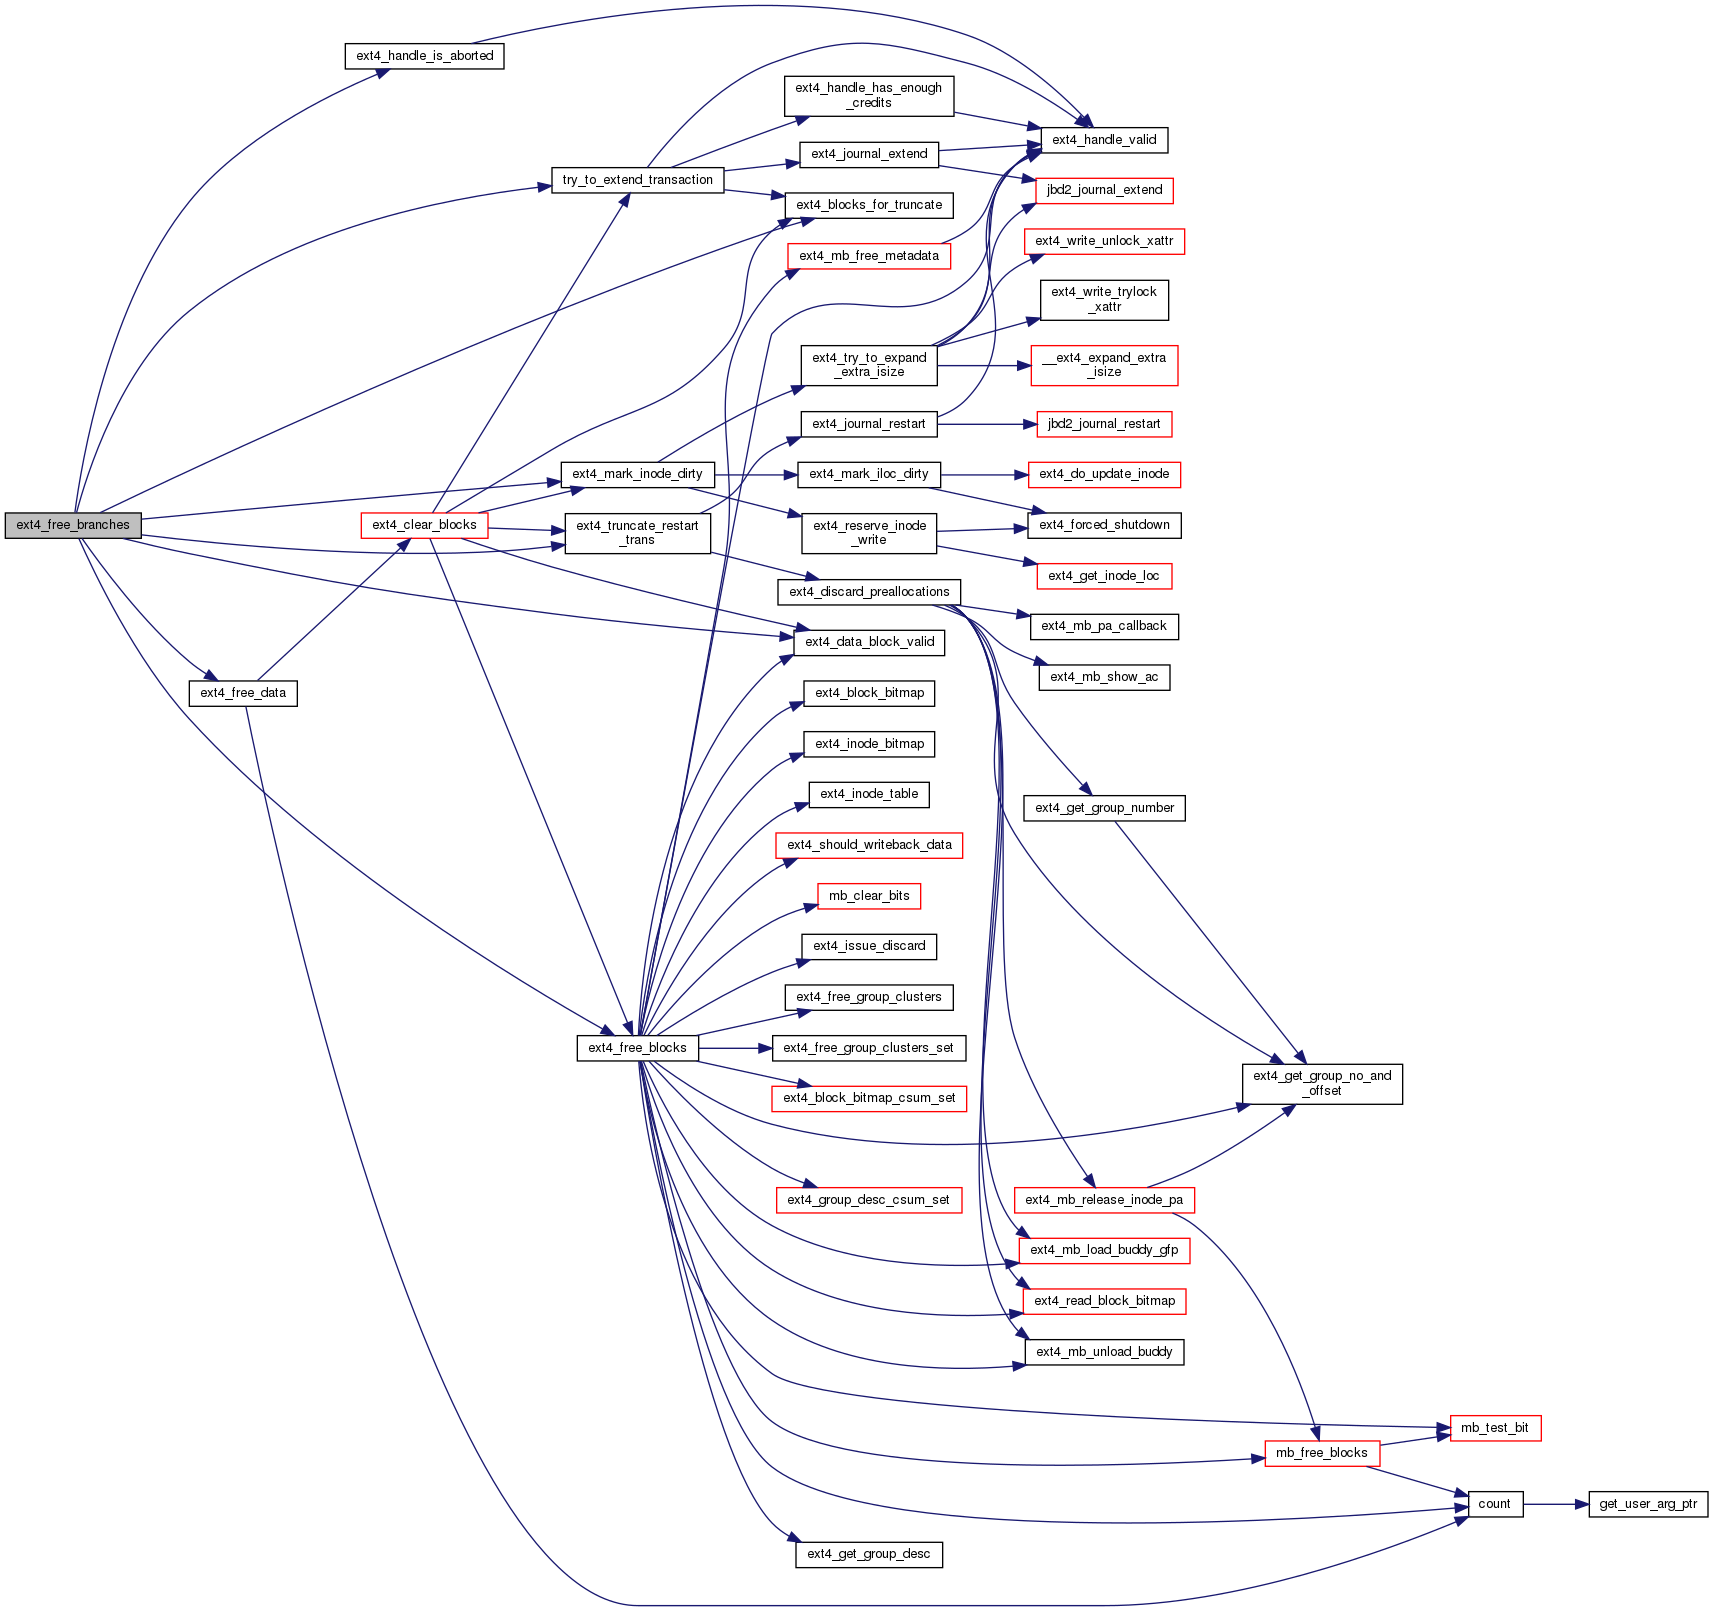 ext4_handle_is_aborted
ext4_handle_has_enough
_credits
ext4_handle_valid
ext4_journal_extend
try_to_extend_transaction
jbd2_journal_extend
ext4_blocks_for_truncate
ext4_write_unlock_xattr
ext4_mb_free_metadata
ext4_write_trylock
_xattr
ext4_try_to_expand
_extra_isize
__ext4_expand_extra
_isize
ext4_journal_restart
jbd2_journal_restart
ext4_mark_inode_dirty
ext4_mark_iloc_dirty
ext4_do_update_inode
ext4_free_branches
ext4_clear_blocks
ext4_truncate_restart
_trans
ext4_reserve_inode
_write
ext4_forced_shutdown
ext4_get_inode_loc
ext4_discard_preallocations
ext4_mb_pa_callback
ext4_data_block_valid
ext4_mb_show_ac
ext4_free_data
ext4_block_bitmap
ext4_inode_bitmap
ext4_inode_table
ext4_get_group_number
ext4_should_writeback_data
mb_clear_bits
ext4_issue_discard
ext4_free_group_clusters
ext4_free_blocks
ext4_free_group_clusters_set
ext4_get_group_no_and
_offset
ext4_block_bitmap_csum_set
ext4_group_desc_csum_set
ext4_mb_release_inode_pa
ext4_mb_load_buddy_gfp
ext4_read_block_bitmap
ext4_mb_unload_buddy
mb_test_bit
mb_free_blocks
count
get_user_arg_ptr
ext4_get_group_desc